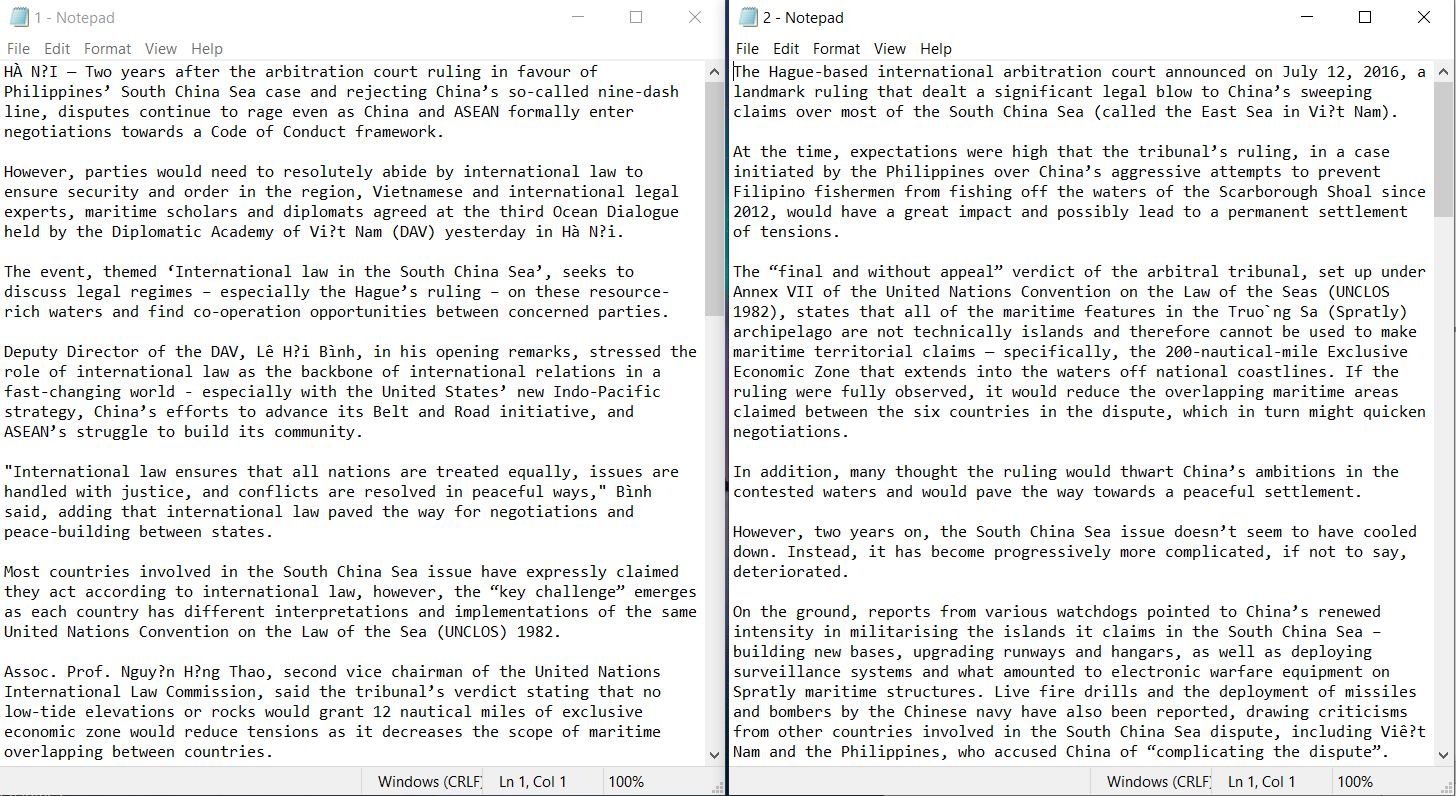 1 - Notepad
File Edit Format View Help
HÀ N?I — Two years after the arbitration court ruling in favour of
Philippines’ South China Sea case and rejecting China’s so-called nine-dash
line, disputes continue to rage even as China and ASEAN formally enter
negotiations towards a Code of Conduct framework.
However, parties would need to resolutely abide by international law to
ensure security and order in the region, Vietnamese and international legal
experts, maritime scholars and diplomats agreed at the third Ocean Dialogue
held by the Diplomatic Academy of Vi?t Nam (DAV) yesterday in Hà N?i.
The event, themed ‘International law in the South China Sea’, seeks to
discuss legal regimes – especially the Hague’s ruling – on these resource-
rich waters and find co-operation opportunities between concerned parties.
Deputy Director of the DAV, Lê H?i Bình, in his opening remarks, stressed the
role of international law as the backbone of international relations in a
fast-changing world - especially with the United States’ new Indo-Pacific
strategy, China’s efforts to advance its Belt and Road initiative, and
ASEAN’s struggle to build its community.
"International law ensures that all nations are treated equally, issues are
handled with justice, and conflicts are resolved in peaceful ways," Bình
said, adding that international law paved the way for negotiations and
peace-building between states.
Most countries involved in the South China Sea issue have expressly claimed
they act according to international law, however, the “key challenge” emerges
as each country has different interpretations and implementations of the same
United Nations Convention on the Law of the Sea (UNCLOS) 1982.
Assoc. Prof. Nguy?n H?ng Thao, second vice chairman of the United Nations
International Law Commission, said the tribunal’s verdict stating that no
low-tide elevations or rocks would grant 12 nautical miles of exclusive
economic zone would reduce tensions as it decreases the scope of maritime
overlapping between countries.
Windows (CRLF) Ln 1, Col 1 100%
2 - Notepad
File Edit Format View Help
The Hague-based international arbitration court announced on July 12, 2016, a
landmark ruling that dealt a significant legal blow to China’s sweeping
claims over most of the South China Sea (called the East Sea in Vi?t Nam).
At the time, expectations were high that the tribunal’s ruling, in a case
initiated by the Philippines over China’s aggressive attempts to prevent
Filipino fishermen from fishing off the waters of the Scarborough Shoal since
2012, would have a great impact and possibly lead to a permanent settlement
of tensions.
The “final and without appeal” verdict of the arbitral tribunal, set up under
Annex VII of the United Nations Convention on the Law of the Seas (UNCLOS
1982), states that all of the maritime features in the Truo`ng Sa (Spratly)
archipelago are not technically islands and therefore cannot be used to make
maritime territorial claims — specifically, the 200-nautical-mile Exclusive
Economic Zone that extends into the waters off national coastlines. If the
ruling were fully observed, it would reduce the overlapping maritime areas
claimed between the six countries in the dispute, which in turn might quicken
negotiations.
In addition, many thought the ruling would thwart China’s ambitions in the
contested waters and would pave the way towards a peaceful settlement.
However, two years on, the South China Sea issue doesn’t seem to have cooled
down. Instead, it has become progressively more complicated, if not to say,
deteriorated.
On the ground, reports from various watchdogs pointed to China’s renewed
intensity in militarising the islands it claims in the South China Sea –
building new bases, upgrading runways and hangars, as well as deploying
surveillance systems and what amounted to electronic warfare equipment on
Spratly maritime structures. Live fire drills and the deployment of missiles
and bombers by the Chinese navy have also been reported, drawing criticisms
from other countries involved in the South China Sea dispute, including Viê?t
Nam and the Philippines, who accused China of “complicating the dispute”.
Windows (CRLF) Ln 1, Col 1 100%